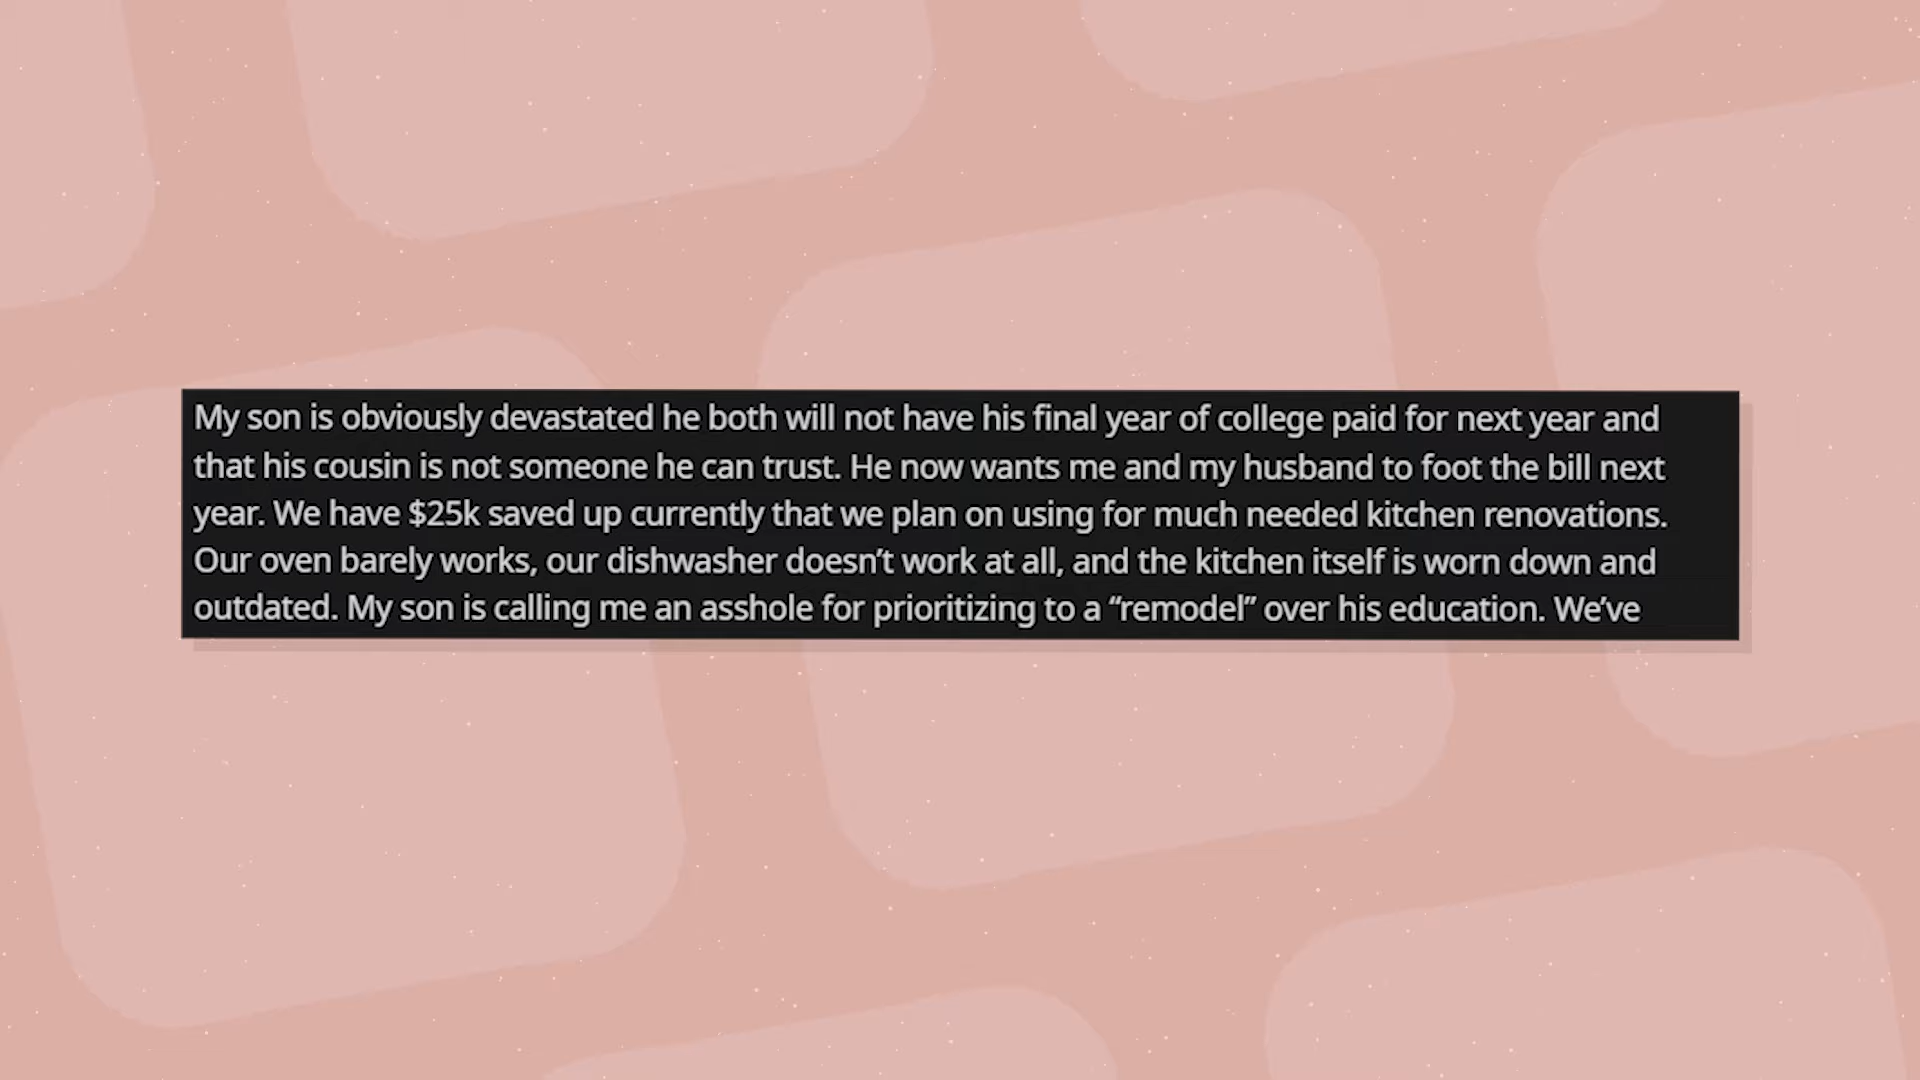 My son is obviously devastated he both will not have his final year of college paid for next year and
that his cousin is not someone he can trust. He now wants me and my husband to foot the bill next
year. We have $25k saved up currently that we plan on using for much needed kitchen renovations.
Our oven barely works, our dishwasher doesn’t work at all, and the kitchen itself is worn down and
outdated. My son is calling me an asshole for prioritizing to a “remodel” over his education. We’ve